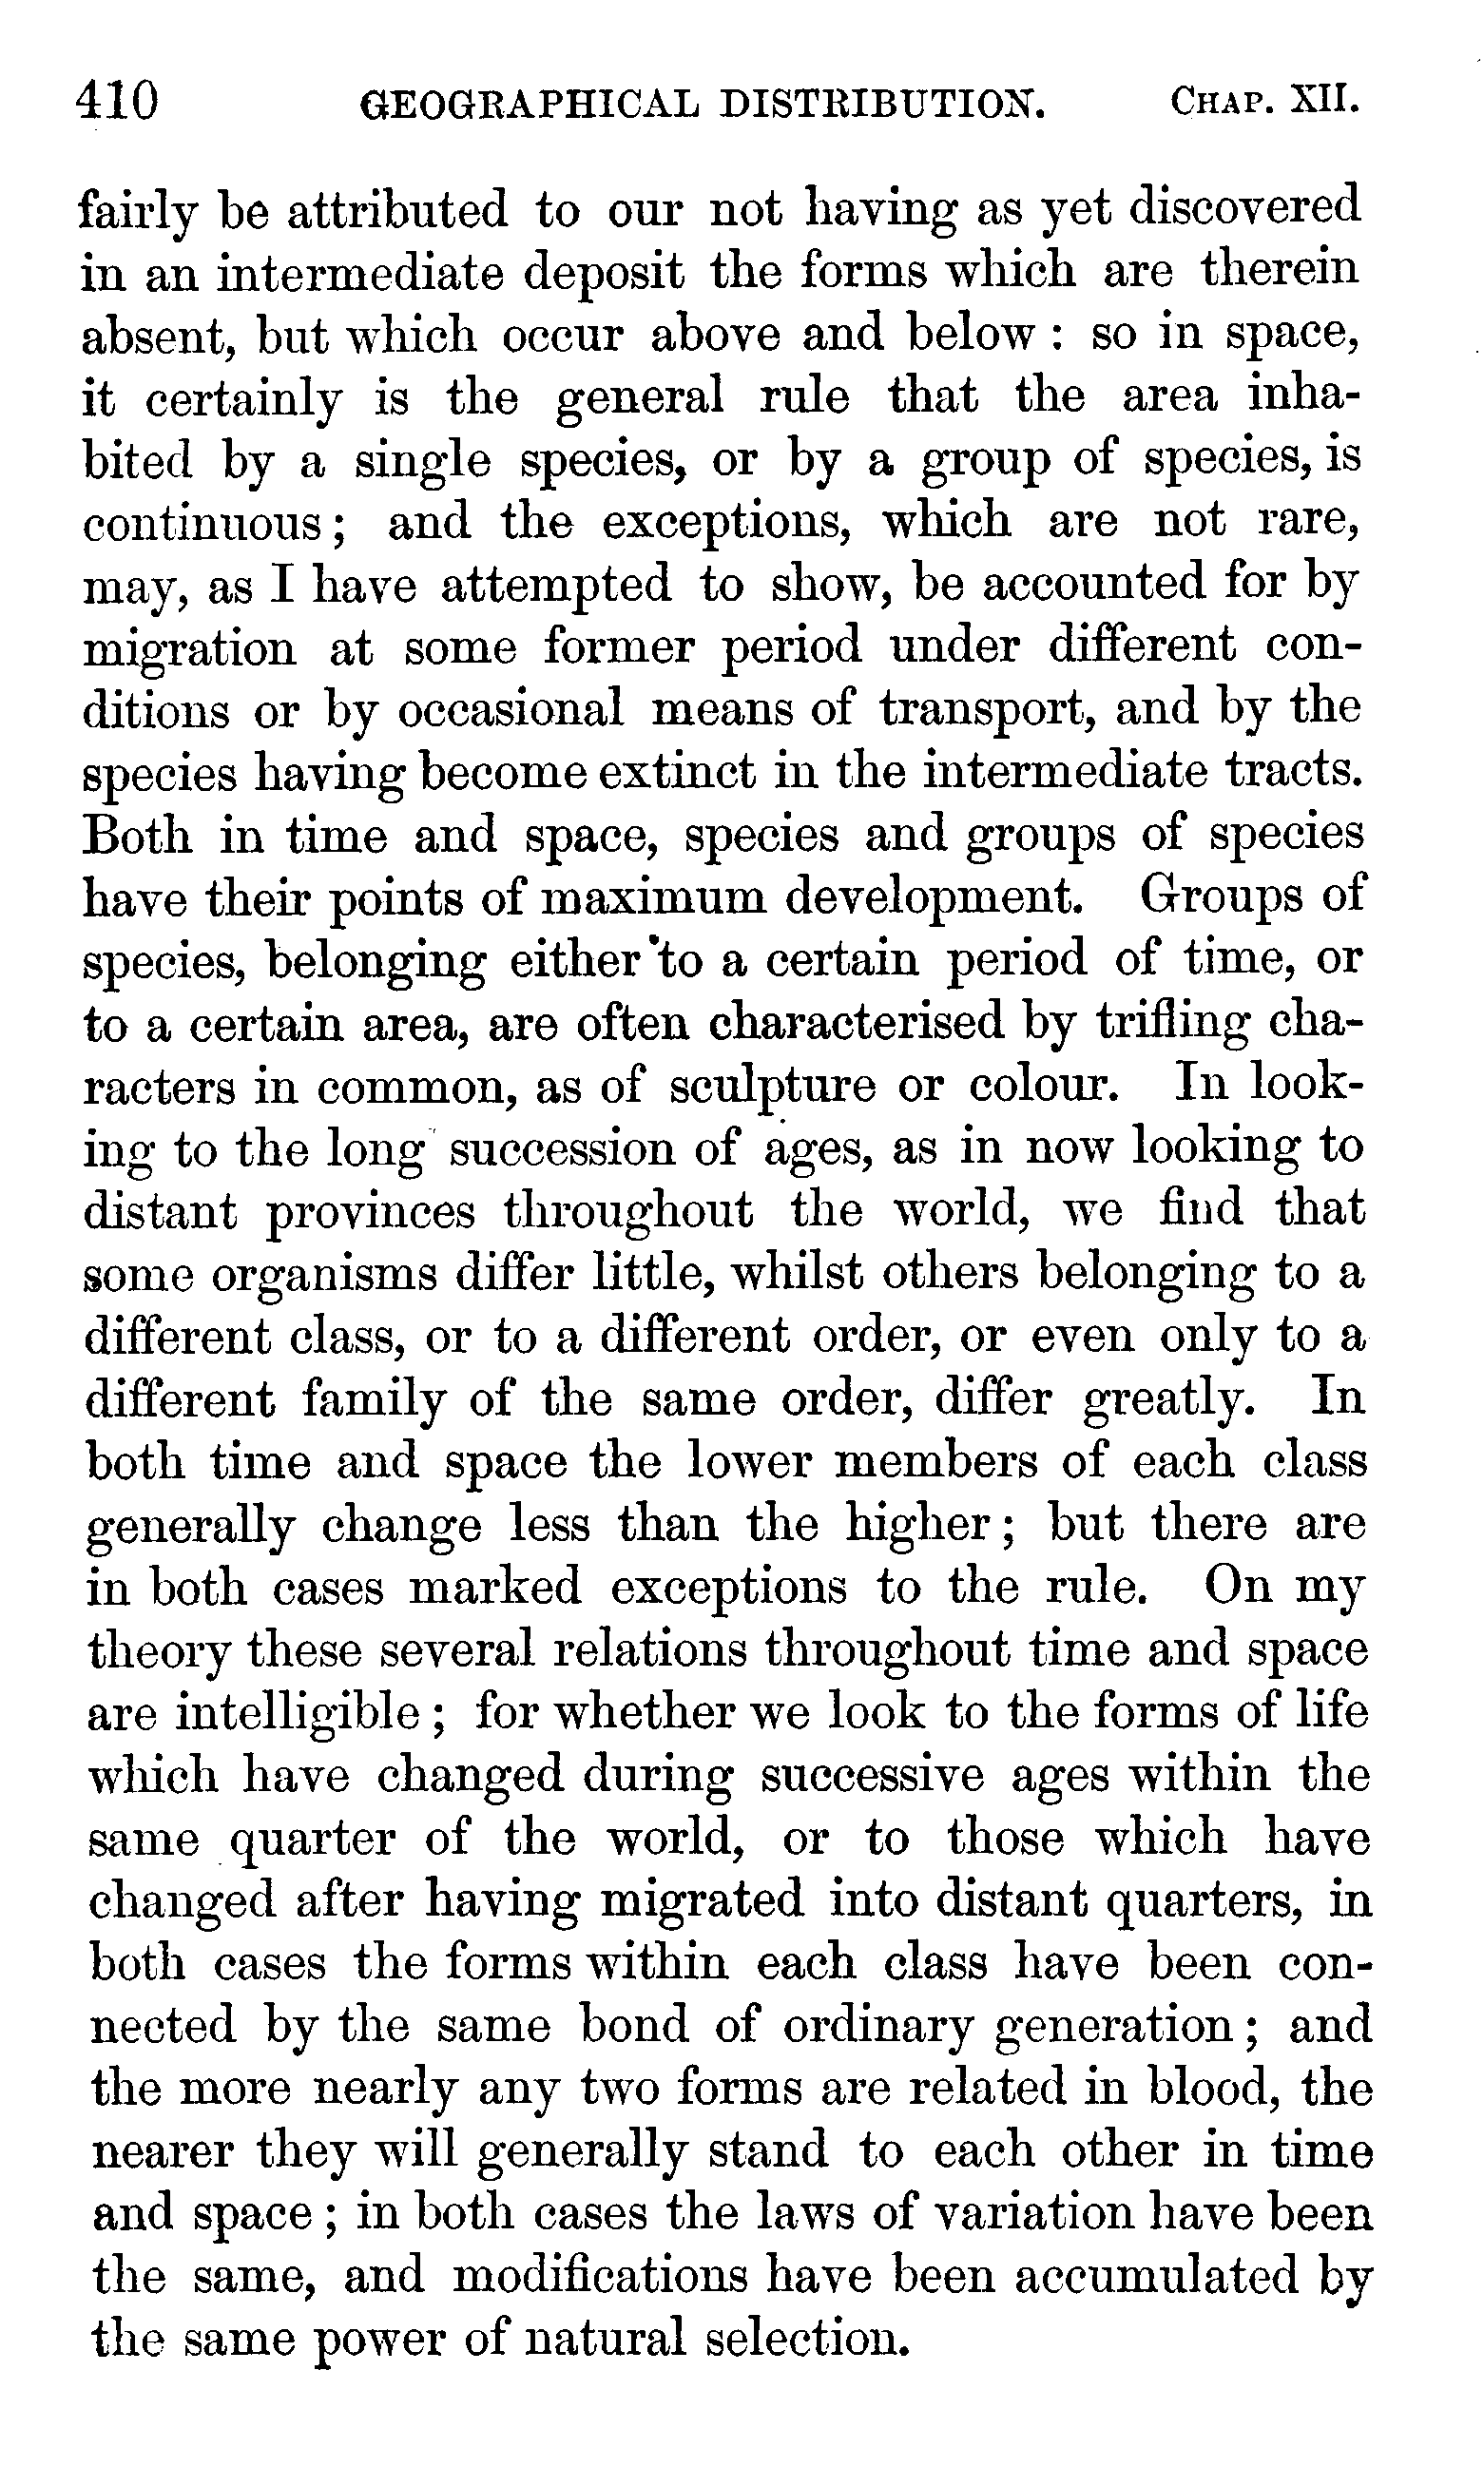 410 GEOGRAPHICAL DISTRIBUTION. CHAP. XII.
fairly be attributed to our not having as yet discovered
in an intermediate deposit the forms which are therein
absent, but which occur above and below : so in space,
it certainly is the general rule that the area inha-
bited by a single species, or by a group of species, is
continuous ; and the exceptions, which are not rare,
may, as I have attempted to show, be accounted for by
migration at some former period under different con-
ditions or by occasional means of transport, and by the
species having become extinct in the intermediate tracts.
Both in time and space, species and groups of species
have their points of maximum development. Groups of
species, belonging either to a certain period of time, or
to a certain area, are often characterised by trifling cha-
racters in common, as of sculpture or colour. In look-
ing to the long succession of ages, as in now looking to
distant provinces throughout the world, we find that
some organisms differ little, whilst others belonging to a
different class, or to a different order, or even only to a
different family of the same order, differ greatly. In
both time and space the lower members of each class
generally change less than the higher ; but there are
in both cases marked exceptions to the rule. On my
theory these several relations throughout time and space
are intelligible ; for whether we look to the forms of life
which have changed during successive ages within the
same quarter of the world, or to those which have
changed after having migrated into distant quarters, in
both cases the forms within each class have been con-
nected by the same bond of ordinary generation ; and
the more nearly any two forms are related in blood, the
nearer they will generally stand to each other in time
and space ; in both cases the laws of variation have been
the same, and modifications have been accumulated by
the same power of natural selection.